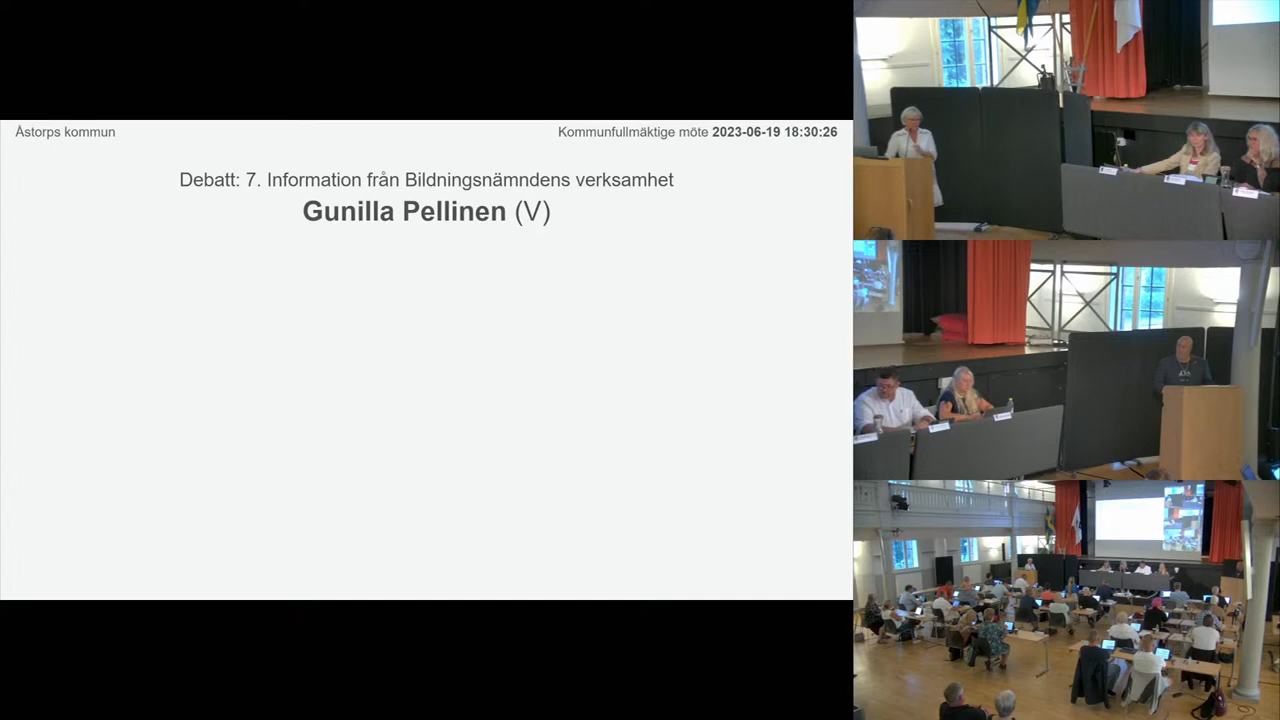 Åstorps kommun
Kommunfullmäktige möte 2023-06-19 18:30:26
Debatt: 7. Information från Bildningsnämndens verksamhet
Gunilla Pellinen (V)